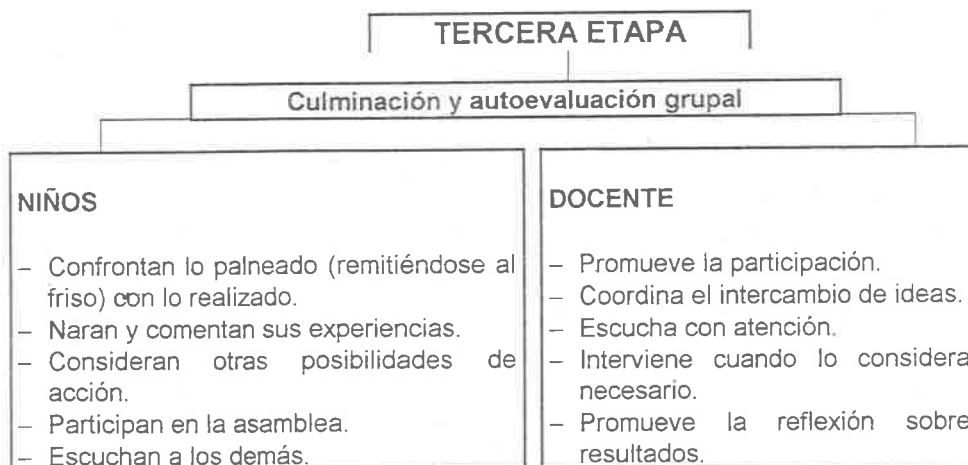 TERCERA ETAPA
Culminación y autoevaluación grupal
NIÑOS
– Confrontan lo palneado (remitiéndose al
friso) con lo realizado.
– Naran y comentan sus experiencias.
– Consideran otras posibilidades de
acción.
– Participan en la asamblea.
– Escuchan a los demás.
DOCENTE
– Promueve la participación.
– Coordina el intercambio de ideas.
– Escucha con atención.
– Interviene cuando lo considera
necesario.
– Promueve la reflexión sobre
resultados.